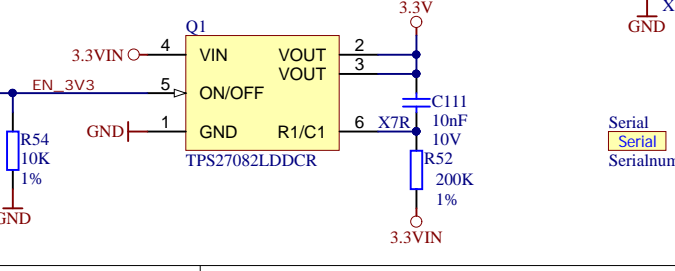 3.3V
X
GND
Q1
3.3VIN
4
VIN
VOUT
2
VOUT
3
EN_3V3
5
ON/OFF
C111
10nF
10V
GND
1
GND
R1/C1
6
X7R
TPS27082LDDCR
R54
10K
1%
GND
R52
200K
1%
3.3VIN
Serial
Serial
Serialnum